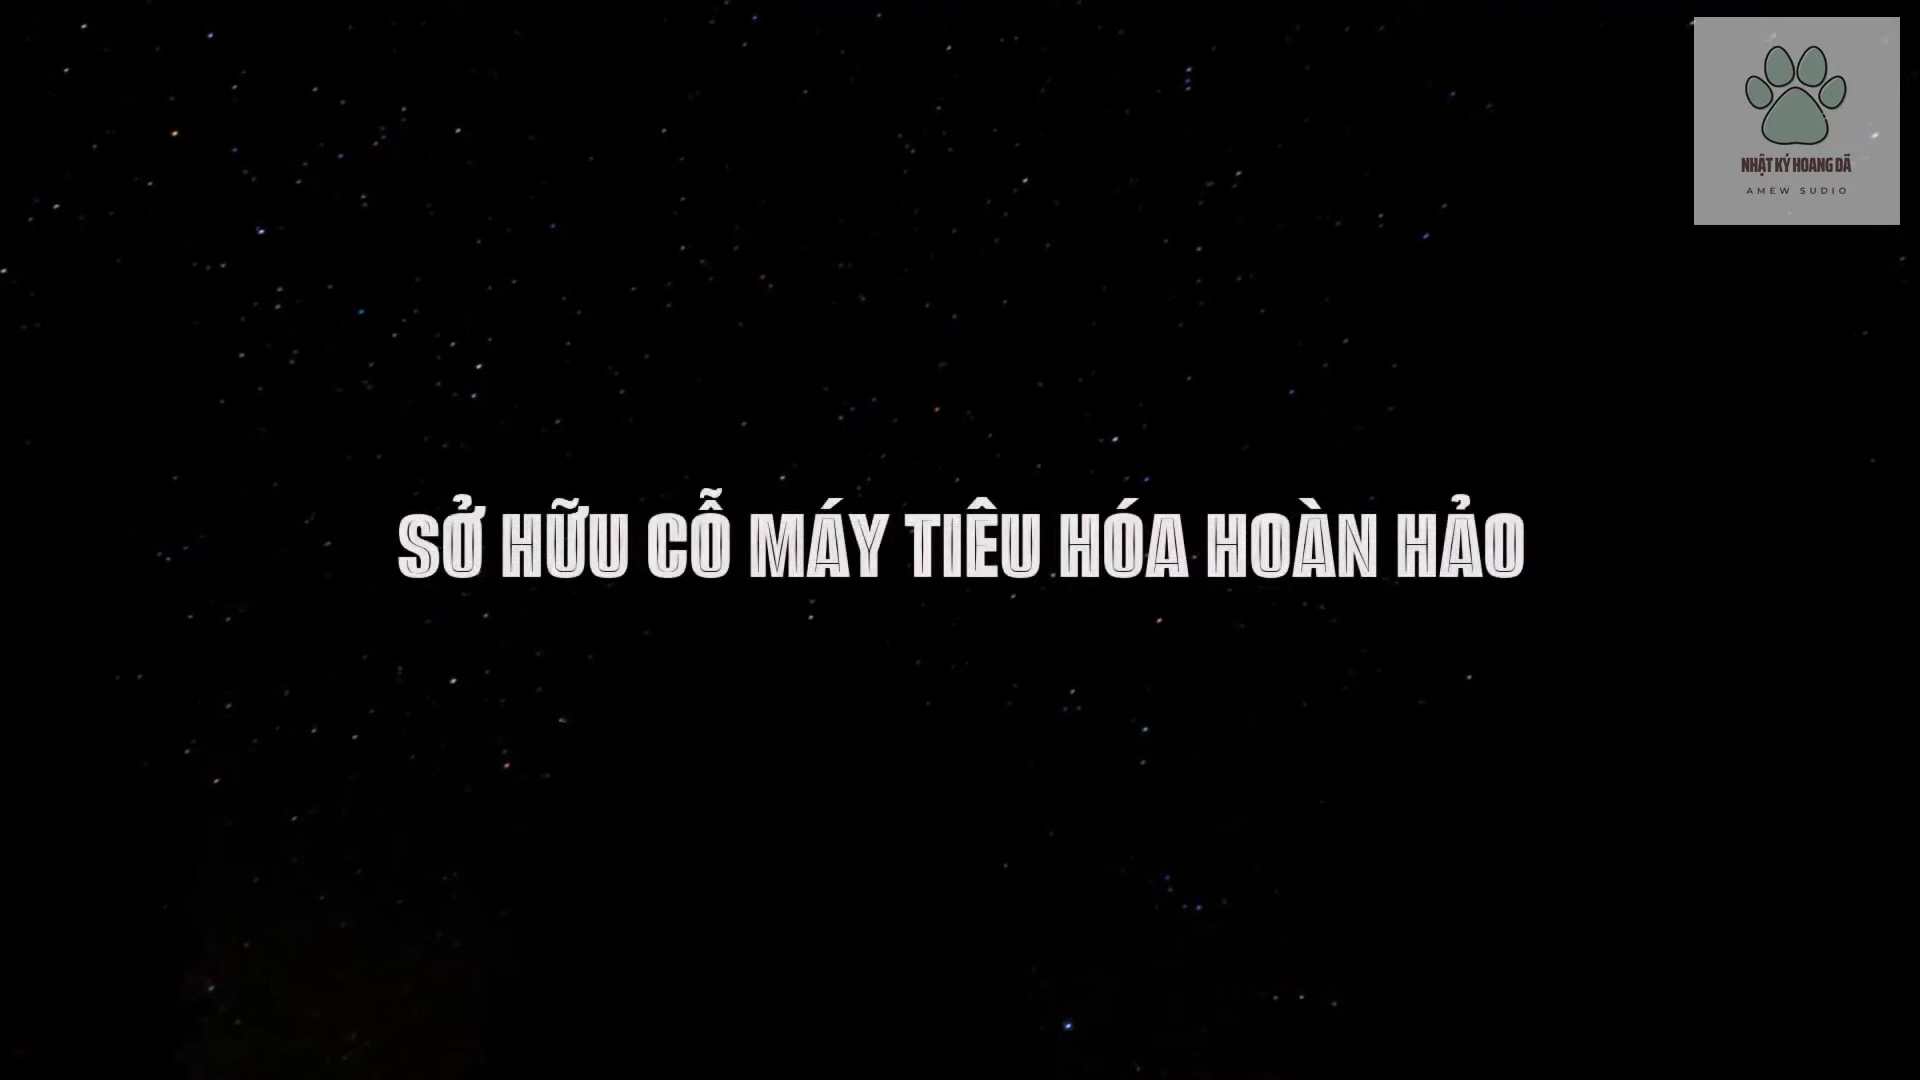 NHẬT KÝ HOANG DÃ
AMEW SUDIO
SỞ HỮU CỖ MÁY TIÊU HÓA HOÀN HẢO